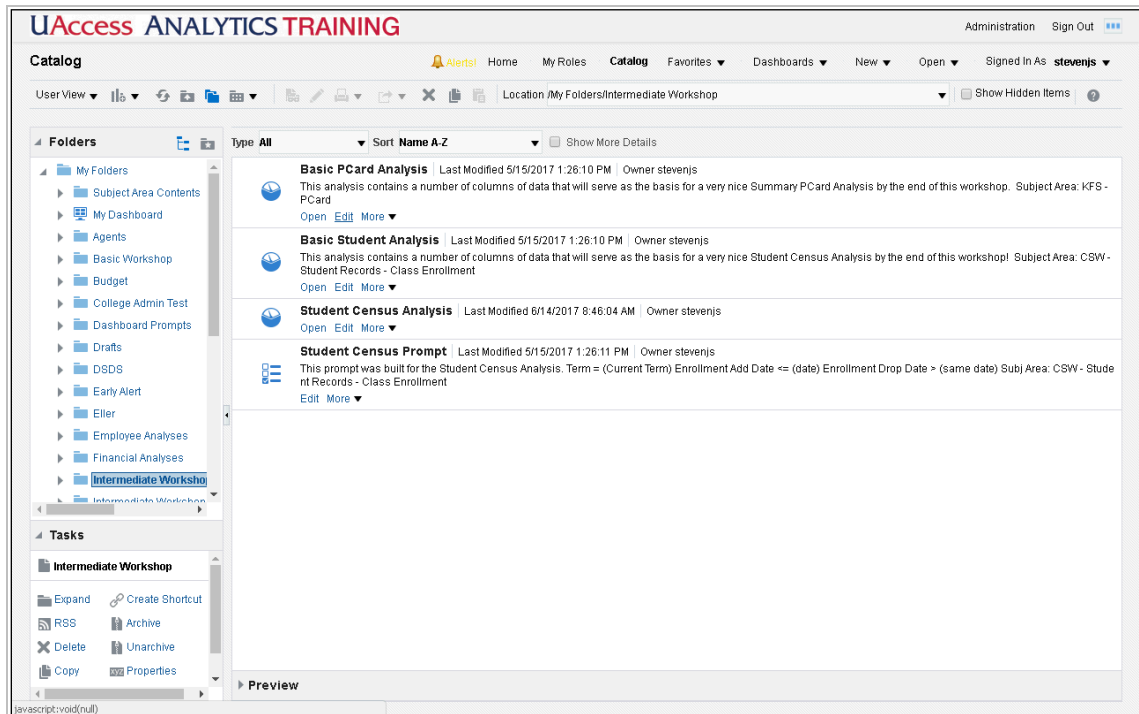 UAccess ANALYTICS TRAINING
Administration Sign Out
Catalog
Alerts! Home My Roles Catalog Favorites Dashboards New Open Signed In As stevenjs
User View
Location /My Folders/Intermediate Workshop
Show Hidden Items
Folders
Type All Sort Name A-Z Show More Details
My Folders
Subject Area Contents
My Dashboard
Agents
Basic Workshop
Budget
College Admin Test
Dashboard Prompts
Drafts
DSDS
Early Alert
Eller
Employee Analyses
Financial Analyses
Intermediate Workshop
Intermediate Workshop
Basic PCard Analysis Last Modified 5/15/2017 1:26:10 PM Owner stevenjs
This analysis contains a number of columns of data that will serve as the basis for a very nice Summary PCard Analysis by the end of this workshop. Subject Area: KFS -
PCard
Open Edit More
Basic Student Analysis Last Modified 5/15/2017 1:26:10 PM Owner stevenjs
This analysis contains a number of columns of data that will serve as the basis for a very nice Student Census Analysis by the end of this workshop! Subject Area: CSW -
Student Records - Class Enrollment
Open Edit More
Student Census Analysis Last Modified 6/14/2017 8:46:04 AM Owner stevenjs
Open Edit More
Student Census Prompt Last Modified 5/15/2017 1:26:11 PM Owner stevenjs
This prompt was built for the Student Census Analysis. Term = (Current Term) Enrollment Add Date <= (date) Enrollment Drop Date > (same date) Subj Area: CSW - Stude
nt Records - Class Enrollment
Edit More
Tasks
Intermediate Workshop
Expand Create Shortcut
RSS Archive
Delete Unarchive
Copy xyz Properties
Preview
javascript:void(null)